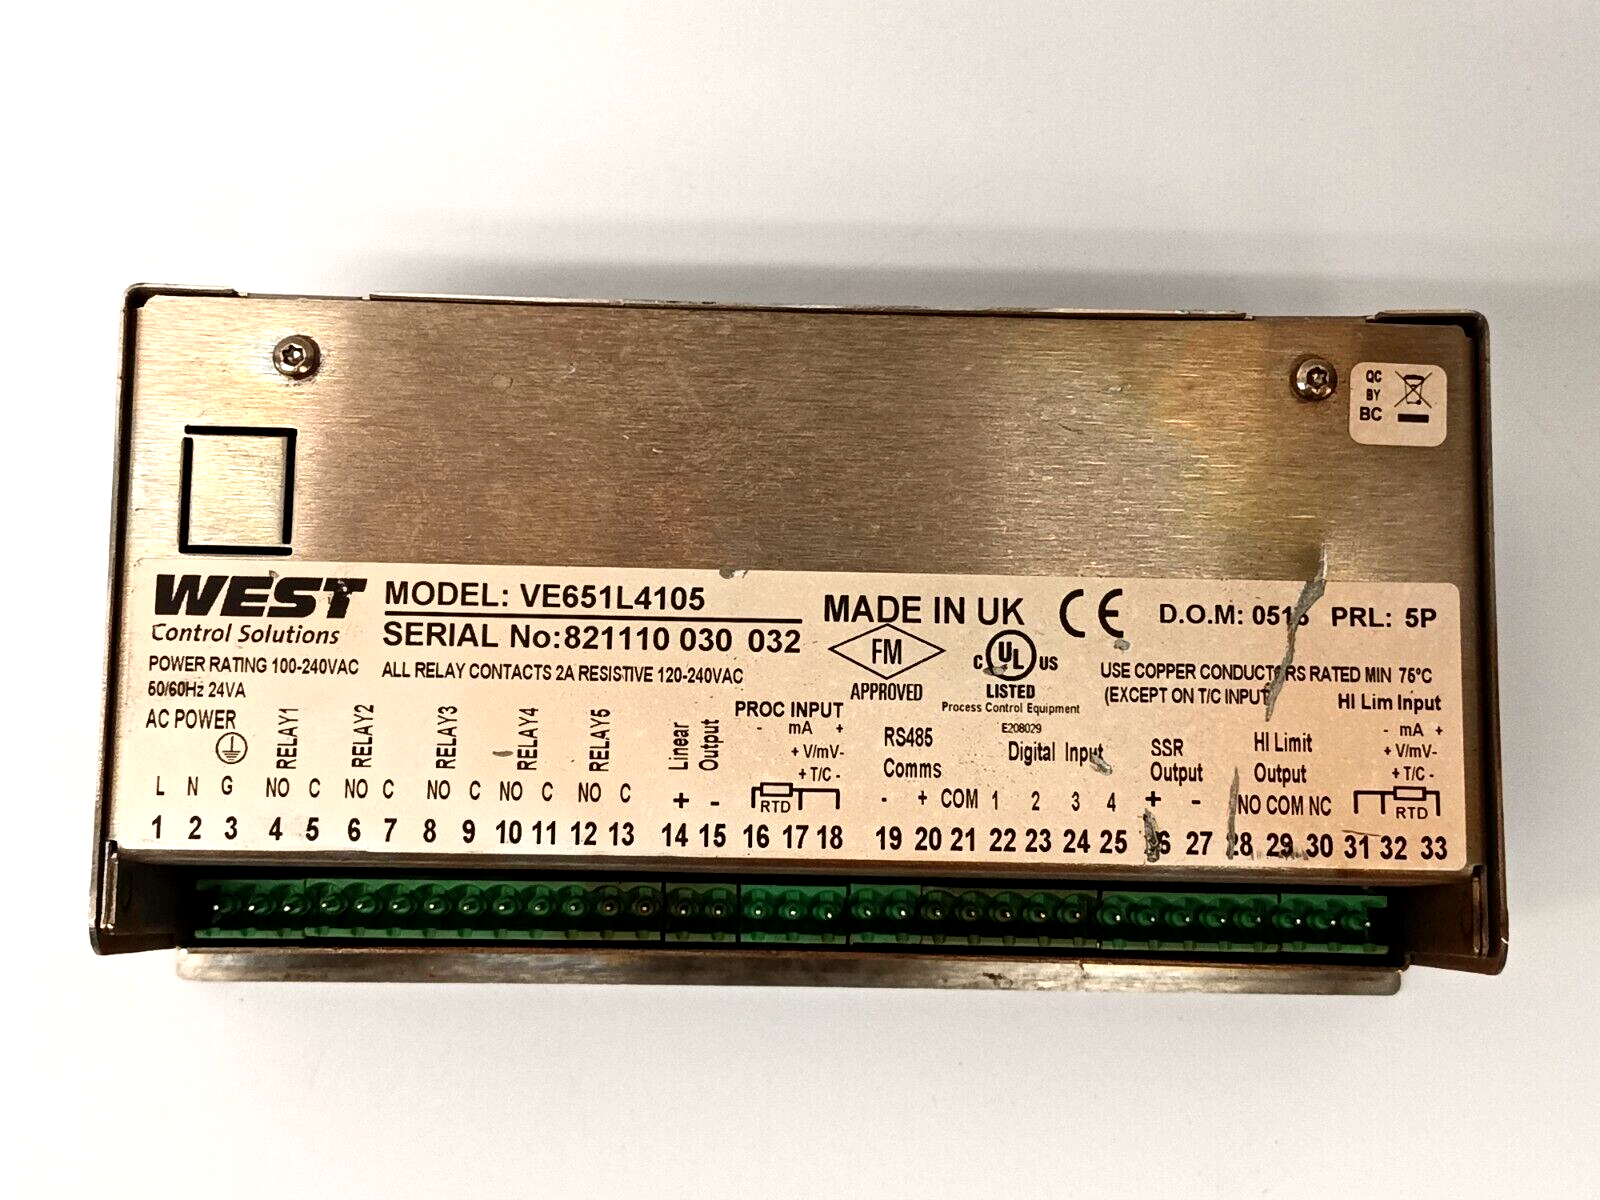 QC
BY
BC
WEST
Control Solutions
MODEL: VE651L4105
SERIAL No:821110 030 032
MADE IN UK
CE
D.O.M: PRL: 5P
POWER RATING 100-240VAC
50/60Hz 24VA
ALL RELAY CONTACTS 2A RESISTIVE 120-240VAC
FM
APPROVED
C UL US
LISTED
Process Control Equipment
E208029
USE COPPER CONDUCTORS RATED MIN 75°C
(EXCEPT ON T/C INPUT
AC POWER
RELAY1
RELAY2
RELAY3
RELAY4
RELAY5
Linear
Output
PROC INPUT
- mA +
+ V/mV-
+ T/C -
RTD
RS485
Comms
Digital Input
SSR
Output
HI Limit
Output
HI Lim Input
- mA +
+ V/mV-
+ T/C -
RTD
L N G NO C NO C NO C NO C NO C + - - + COM 1 2 3 4 + - NO COM NC
1 2 3 4 5 6 7 8 9 10 11 12 13 14 15 16 17 18 19 20 21 22 23 24 25 26 27 28 29 30 31 32 33